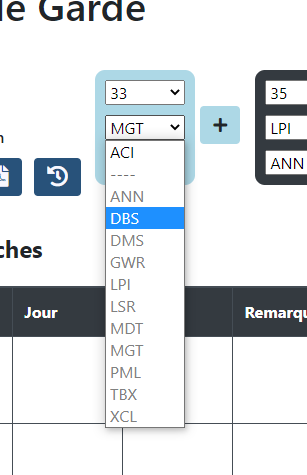 le Garde
33
35
MGT
LPI
ANN
ACI
----
ANN
DBS
DMS
GWR
LPI
LSR
MDT
MGT
PML
TBX
XCL
ches
Jour
Remarqu